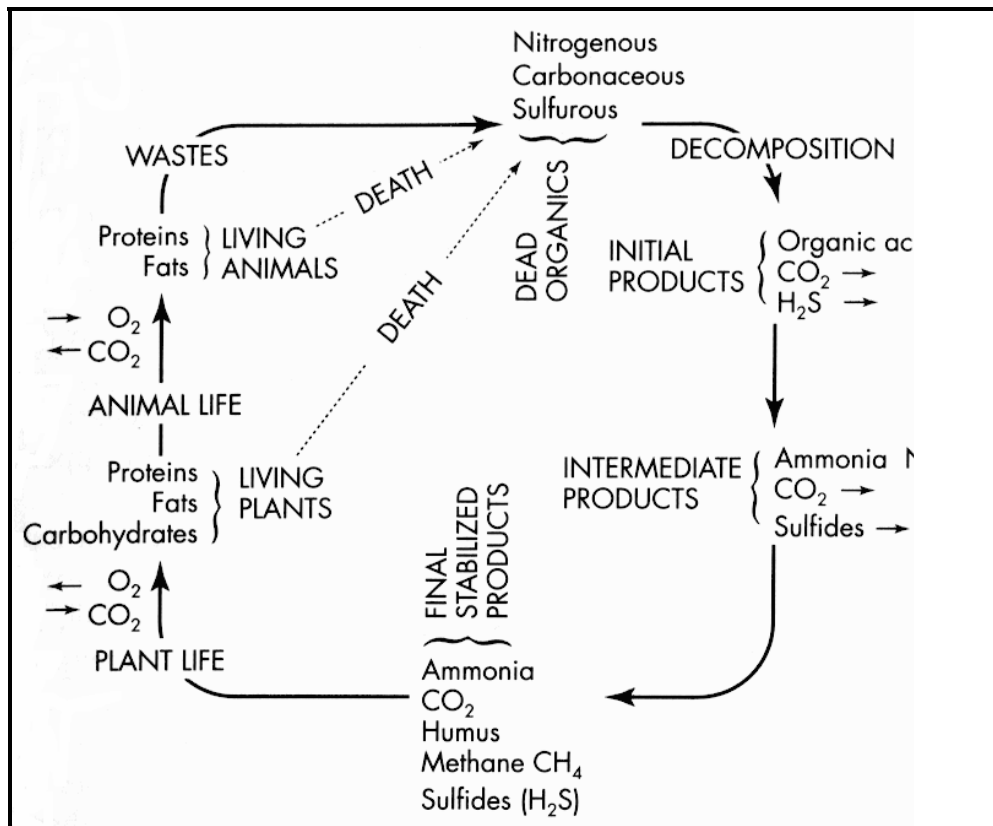 Nitrogenous
Carbonaceous
Sulfurous
DEAD
ORGANICS
DECOMPOSITION
INITIAL
PRODUCTS
Organic
CO₂
H₂S
INTERMEDIATE
PRODUCTS
Ammonia
CO₂
Sulfides
FINAL
STABILIZED
PRODUCTS
Ammonia
CO₂
Humus
Methane CH₄
Sulfides (H₂S)
PLANT LIFE
O₂
CO₂
Proteins
Fats
Carbohydrates
LIVING
PLANTS
DEATH
ANIMAL LIFE
O₂
CO₂
Proteins
Fats
LIVING
ANIMALS
DEATH
WASTES